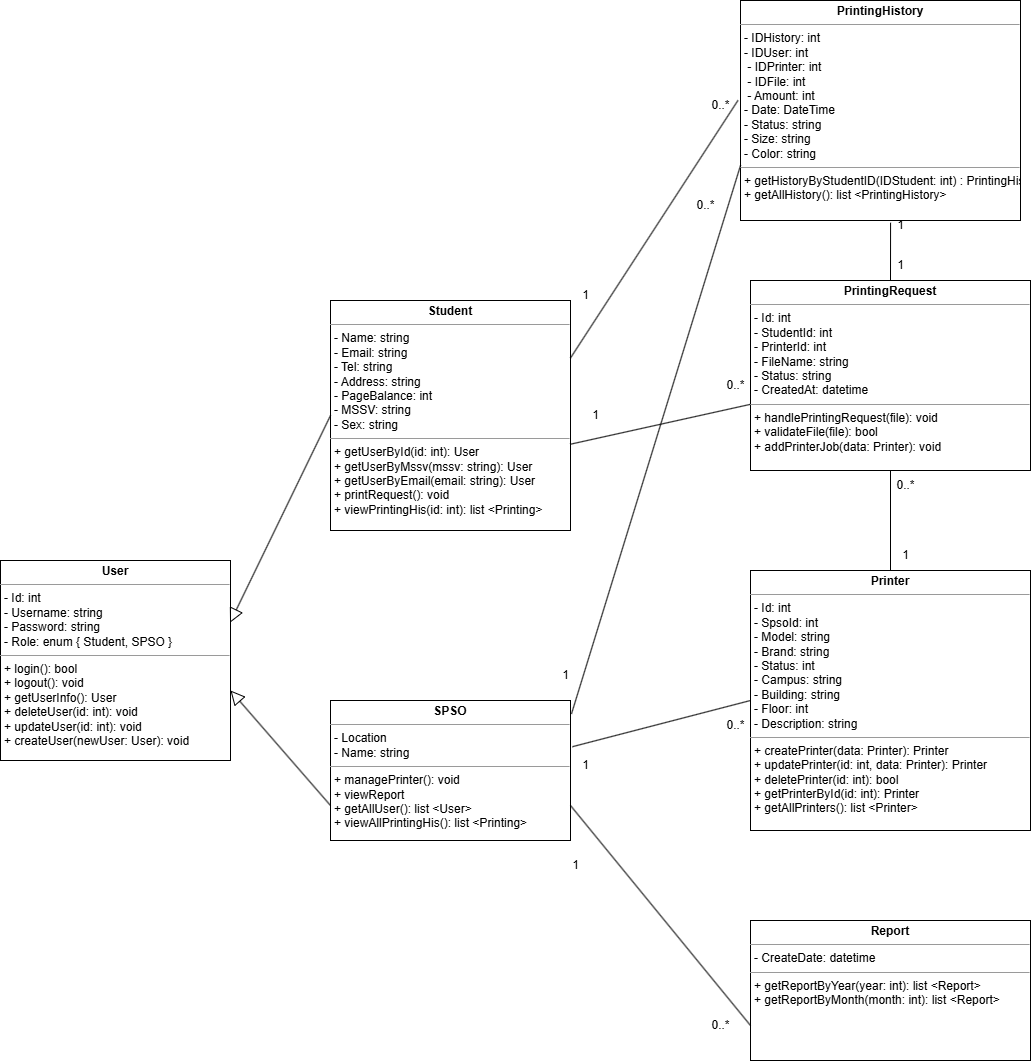 PrintingHistory
- IDHistory: int
- IDUser: int
- IDPrinter: int
- IDFile: int
- Amount: int
- Date: DateTime
- Status: string
- Size: string
- Color: string
+ getHistoryByStudentID(IDStudent: int) : PrintingHis
+ getAllHistory(): list <PrintingHistory>
0..*
0..*
1
1
PrintingRequest
- Id: int
- StudentId: int
- PrinterId: int
- FileName: string
- Status: string
- CreatedAt: datetime
+ handlePrintingRequest(file): void
+ validateFile(file): bool
+ addPrinterJob(data: Printer): void
1
Student
- Name: string
- Email: string
- Tel: string
- Address: string
- PageBalance: int
- MSSV: string
- Sex: string
+ getUserById(id: int): User
+ getUserByMssv(mssv: string): User
+ getUserByEmail(email: string): User
+ printRequest(): void
+ viewPrintingHis(id: int): list <Printing>
1
0..*
0..*
1
User
- Id: int
- Username: string
- Password: string
- Role: enum { Student, SPSO }
+ login(): bool
+ logout(): void
+ getUserInfo(): User
+ deleteUser(id: int): void
+ updateUser(id: int): void
+ createUser(newUser: User): void
Printer
- Id: int
- SpsoId: int
- Model: string
- Brand: string
- Status: int
- Campus: string
- Building: string
- Floor: int
- Description: string
+ createPrinter(data: Printer): Printer
+ updatePrinter(id: int, data: Printer): Printer
+ deletePrinter(id: int): bool
+ getPrinterById(id: int): Printer
+ getAllPrinters(): list <Printer>
1
SPSO
- Location
- Name: string
+ managePrinter(): void
+ viewReport
+ getAllUser(): list <User>
+ viewAllPrintingHis(): list <Printing>
0..*
1
1
Report
- CreateDate: datetime
+ getReportByYear(year: int): list <Report>
+ getReportByMonth(month: int): list <Report>
0..*